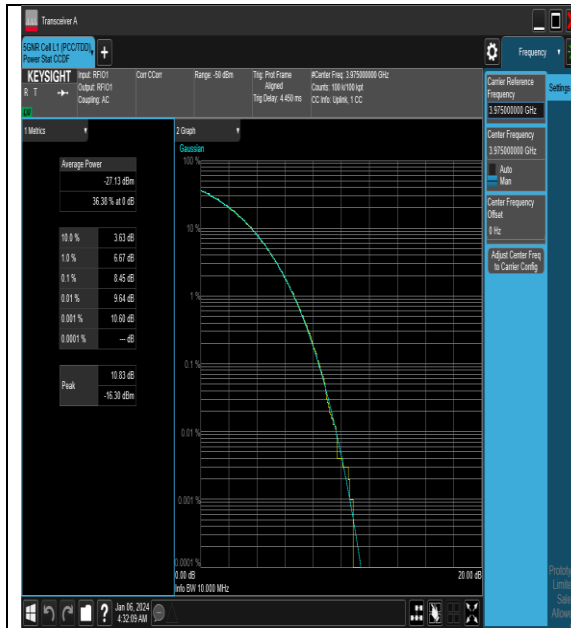 Transceiver A
5GNR Cell L1 (PCC/TDD),
Power Stat CCDF
+
Frequency
KEYSIGHT
R T
Input: RFIO1
Output: RFIO1
Coupling: AC
Corr CCorr
Range: -50 dBm
Trig: Prot Frame
Aligned
Trig Delay: 4.450 ms
#Center Freq: 3.975000000 GHz
Counts: 100 k/100 kpt
CC Info: Uplink, 1 CC
1 Metrics
Average Power
-27.13 dBm
36.38 % at 0 dB
10.0 % 3.63 dB
1.0 % 6.67 dB
0.1 % 8.45 dB
0.01 % 9.64 dB
0.001 % 10.60 dB
0.0001 % --- dB
Peak
10.83 dB
-16.30 dBm
2 Graph
Gaussian
100 %
10 %
1 %
0.1 %
0.01 %
0.001 %
0.0001 %
0.00 dB
20.00 dB
Info BW 10.000 MHz
Carrier Reference
Frequency
3.975000000 GHz
Center Frequency
3.975000000 GHz
Auto
Man
Center Frequency
Offset
0 Hz
Adjust Center Freq
to Carrier Config
Settings
?
Jan 06, 2024
4:32:09 AM